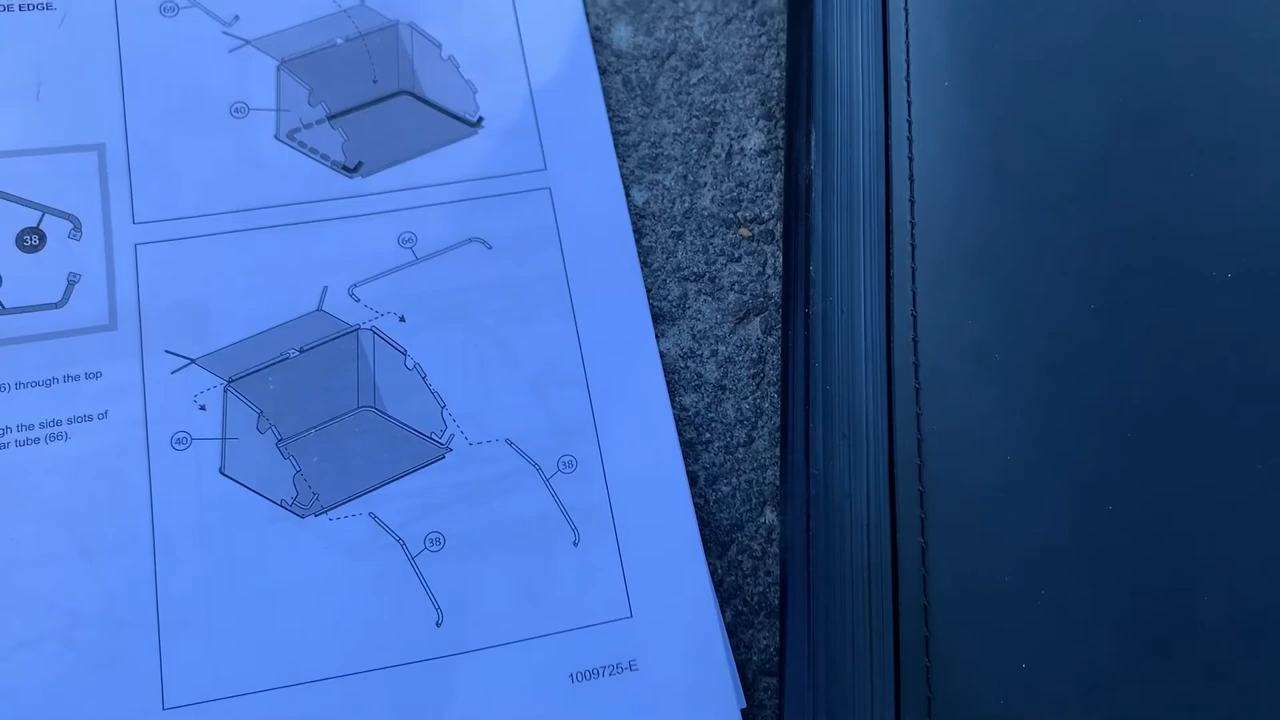 DE EDGE.
69
40
38
66
6) through the top
gh the side slots of
ar tube (66).
40
38
38
1009725-E